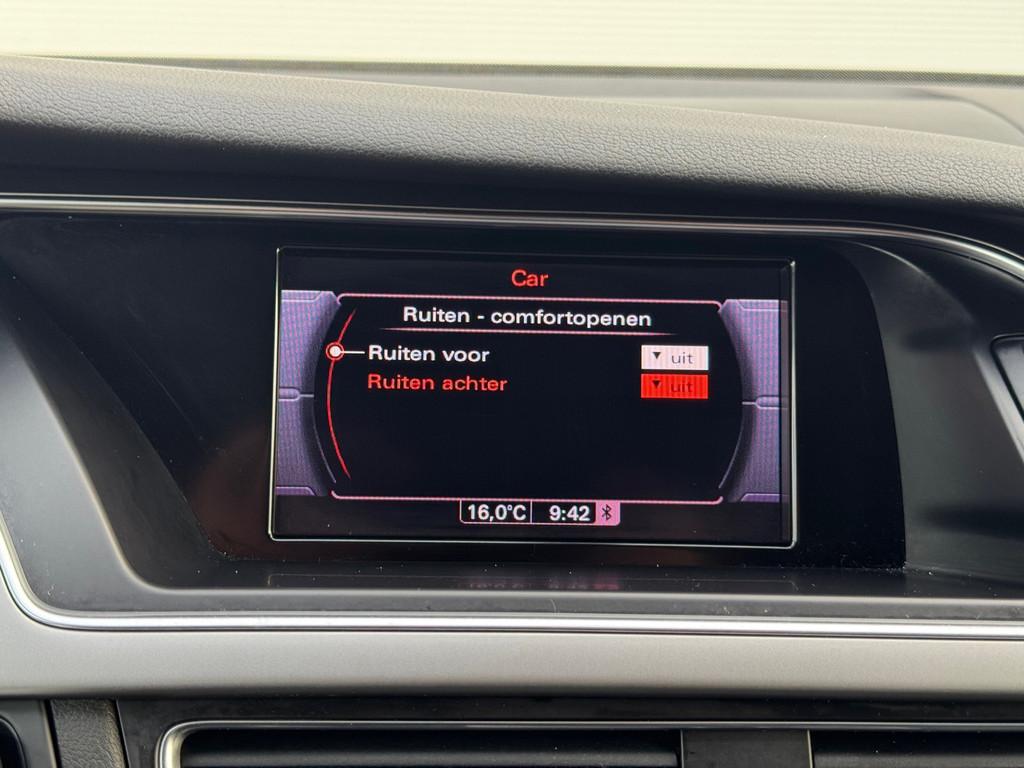 Car
Ruiten - comfortopenen
Ruiten voor uit
Ruiten achter uit
16,0°C 9:42